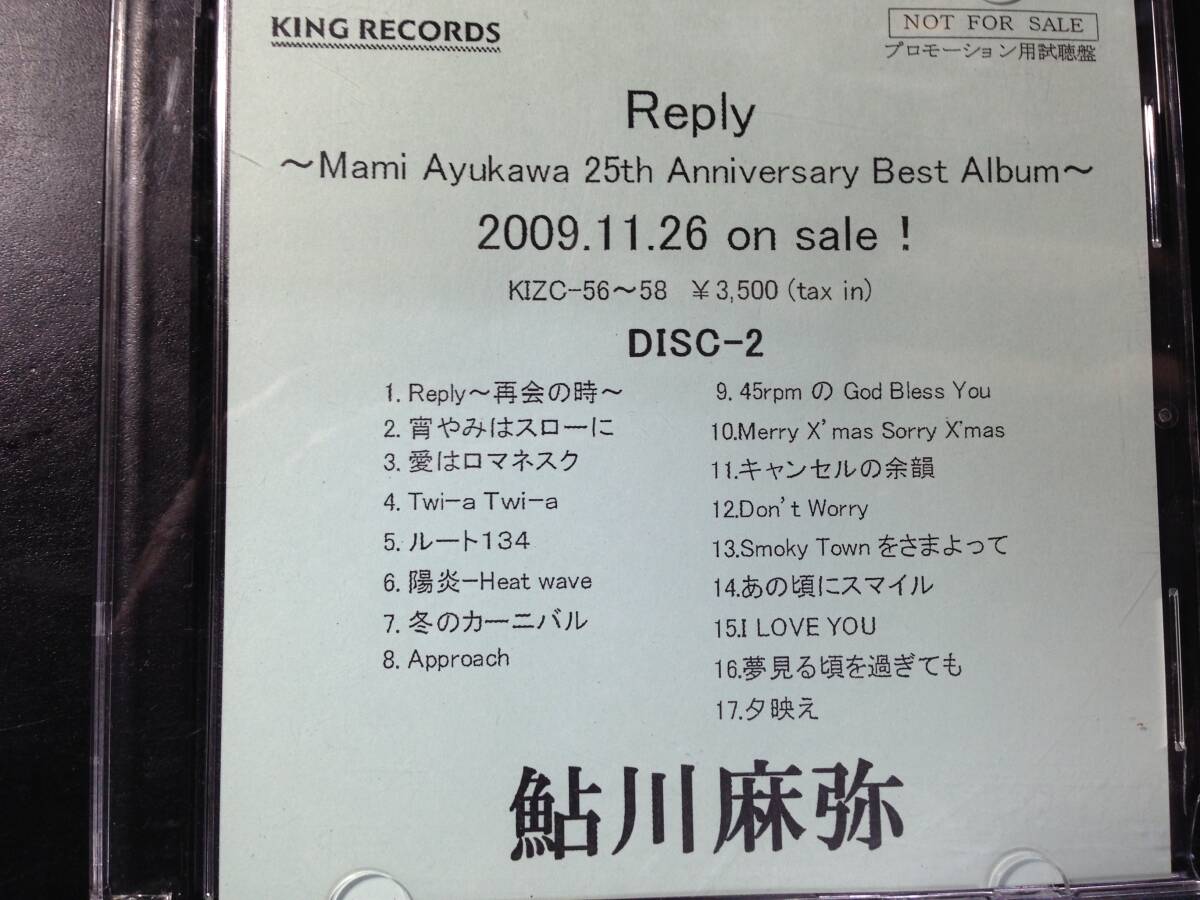 KING RECORDS
NOT FOR SALE
プロモーション用試聴盤
Reply
～Mami Ayukawa 25th Anniversary Best Album～
2009.11.26 on sale！
KIZC-56～58 ￥3,500 (tax in)
DISC-2
1. Reply～再会の時～
2. 宵やみはスローに
3. 愛はロマネスク
4. Twi-a Twi-a
5. ルート134
6. 陽炎-Heat wave
7. 冬のカーニバル
8. Approach
9. 45rpm の God Bless You
10.Merry X'mas Sorry X'mas
11.キャンセルの余韻
12.Don't Worry
13.Smoky Town をさまよって
14.あの頃にスマイル
15.I LOVE YOU
16.夢見る頃を過ぎても
17.夕映え
鮎川麻弥